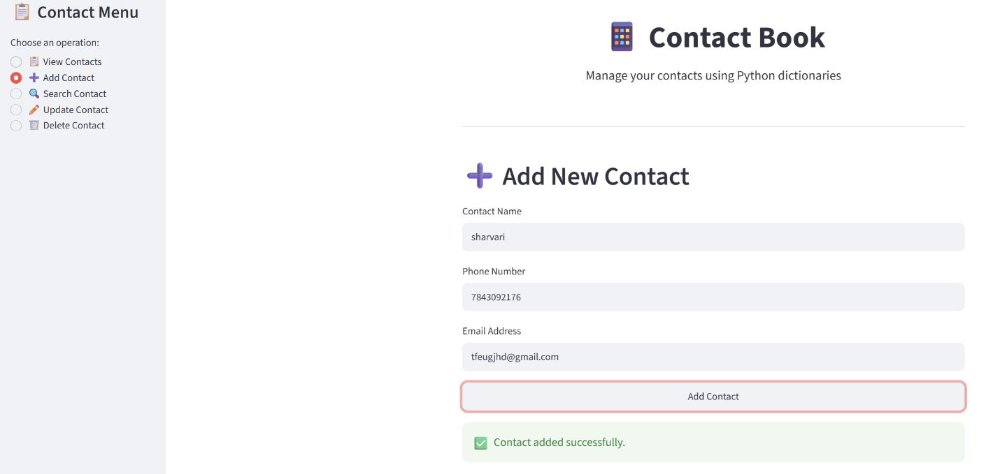 Contact Menu
Choose an operation:
View Contacts
Add Contact
Search Contact
Update Contact
Delete Contact
Contact Book
Manage your contacts using Python dictionaries
Add New Contact
Contact Name
sharvari
Phone Number
7843092176
Email Address
tfeugjhd@gmail.com
Add Contact
Contact added successfully.